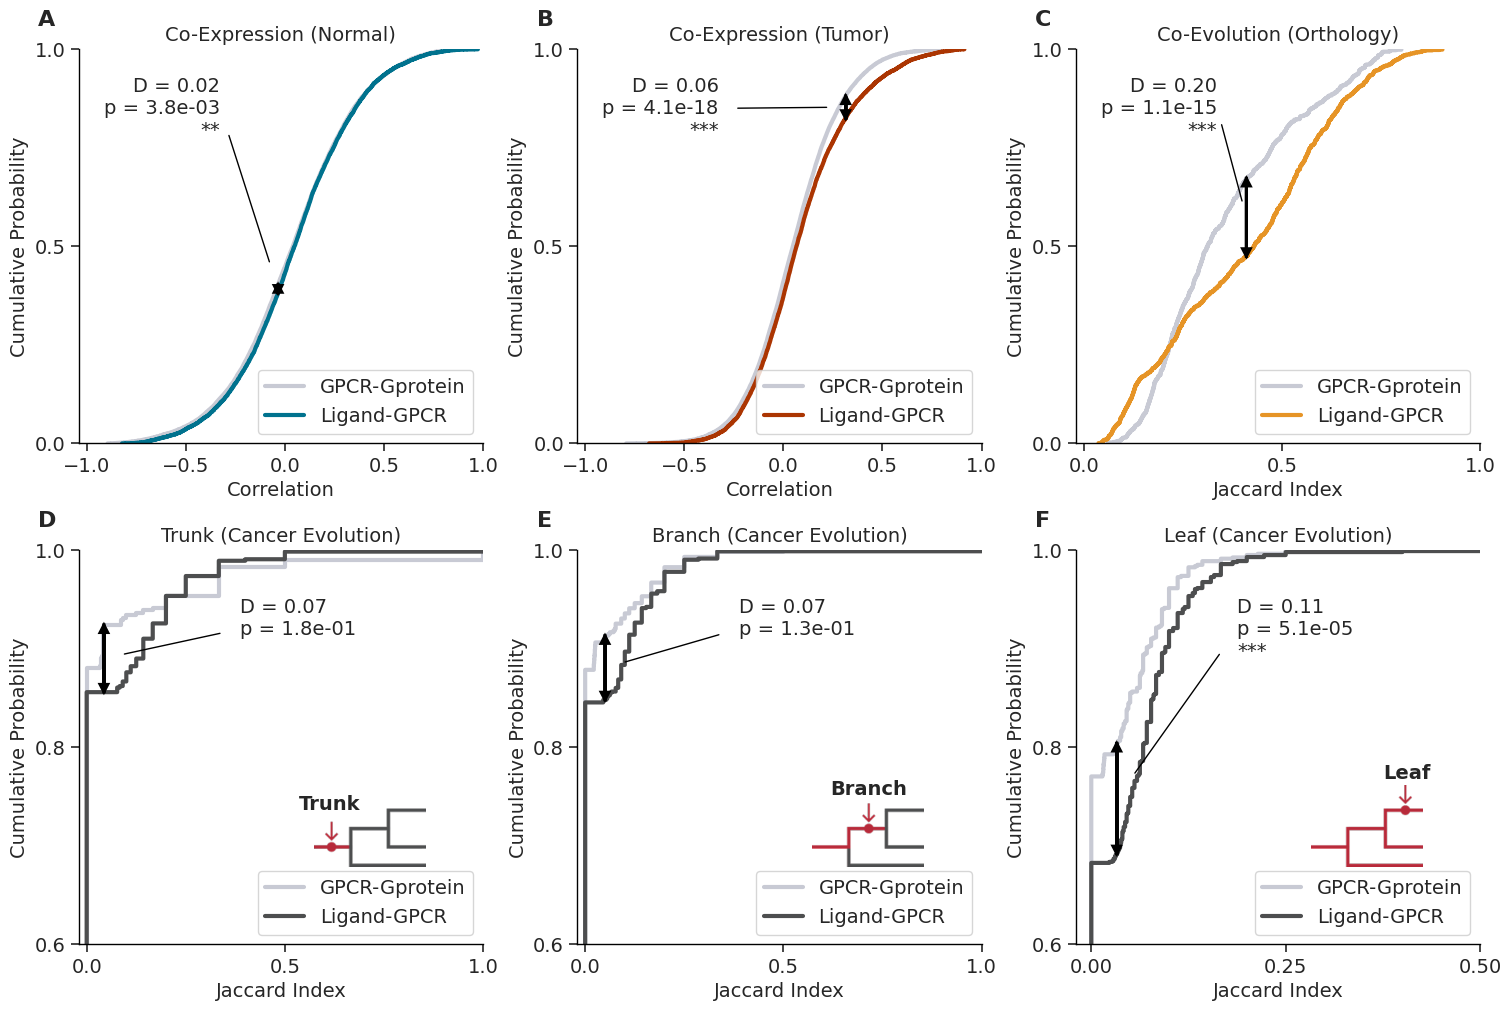 A
Co-Expression (Normal)
1.0
0.5
0.0
Cumulative Probability
D = 0.02
p = 3.8e-03
**
GPCR-Gprotein
Ligand-GPCR
−1.0
−0.5
0.0
0.5
1.0
Correlation
B
Co-Expression (Tumor)
1.0
0.5
0.0
Cumulative Probability
D = 0.06
p = 4.1e-18
***
GPCR-Gprotein
Ligand-GPCR
−1.0
−0.5
0.0
0.5
1.0
Correlation
C
Co-Evolution (Orthology)
1.0
0.5
0.0
Cumulative Probability
D = 0.20
p = 1.1e-15
***
GPCR-Gprotein
Ligand-GPCR
0.0
0.5
1.0
Jaccard Index
D
Trunk (Cancer Evolution)
1.0
0.8
0.6
Cumulative Probability
D = 0.07
p = 1.8e-01
Trunk
GPCR-Gprotein
Ligand-GPCR
0.0
0.5
1.0
Jaccard Index
E
Branch (Cancer Evolution)
1.0
0.8
0.6
Cumulative Probability
D = 0.07
p = 1.3e-01
Branch
GPCR-Gprotein
Ligand-GPCR
0.0
0.5
1.0
Jaccard Index
F
Leaf (Cancer Evolution)
1.0
0.8
0.6
Cumulative Probability
D = 0.11
p = 5.1e-05
***
Leaf
GPCR-Gprotein
Ligand-GPCR
0.00
0.25
0.50
Jaccard Index